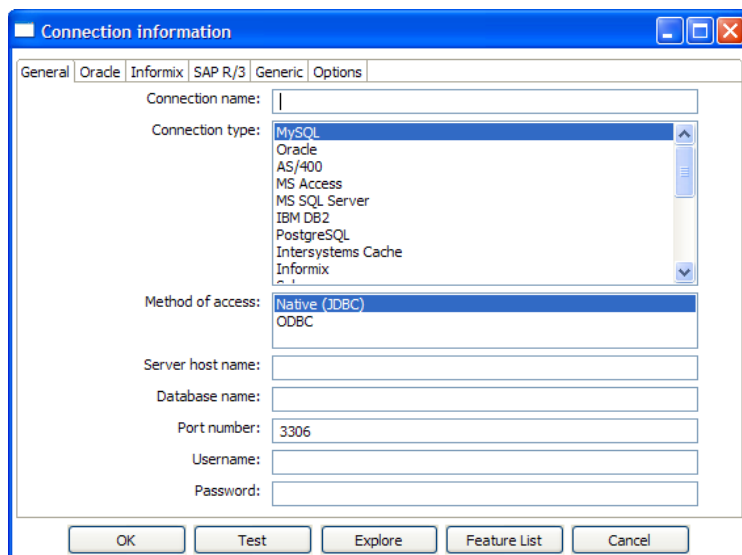 Connection information
General Oracle Informix SAP R/3 Generic Options
Connection name:
Connection type: MySQL
Oracle
AS/400
MS Access
MS SQL Server
IBM DB2
PostgreSQL
Intersystems Cache
Informix
Method of access: Native (JDBC)
ODBC
Server host name:
Database name:
Port number: 3306
Username:
Password:
OK Test Explore Feature List Cancel